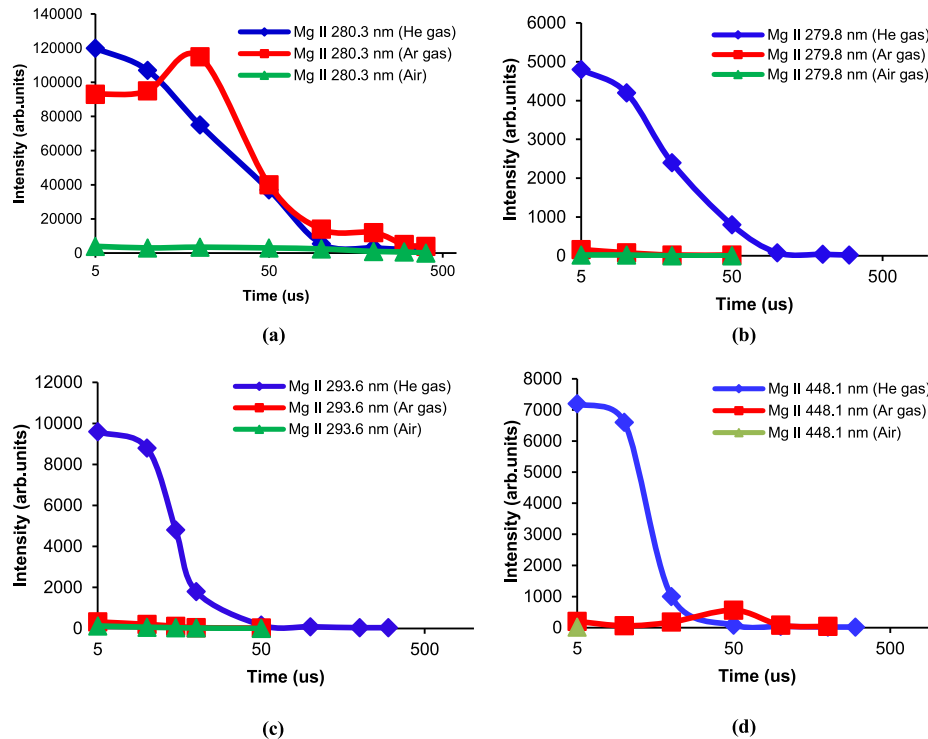 Intensity (arb.units)
140000
120000
100000
80000
60000
40000
20000
0
5
50
500
Time (us)
Mg II 280.3 nm (He gas)
Mg II 280.3 nm (Ar gas)
Mg II 280.3 nm (Air)
(a)
Intensity (arb.units)
6000
5000
4000
3000
2000
1000
0
5
50
500
Time (us)
Mg II 279.8 nm (He gas)
Mg II 279.8 nm (Ar gas)
Mg II 279.8 nm (Air gas)
(b)
Intensity (arb.units)
12000
10000
8000
6000
4000
2000
0
5
50
500
Time (us)
Mg II 293.6 nm (He gas)
Mg II 293.6 nm (Ar gas)
Mg II 293.6 nm (Air)
(c)
Intensity (arb.units)
8000
7000
6000
5000
4000
3000
2000
1000
0
5
50
500
Time (us)
Mg II 448.1 nm (He gas)
Mg II 448.1 nm (Ar gas)
Mg II 448.1 nm (Air)
(d)